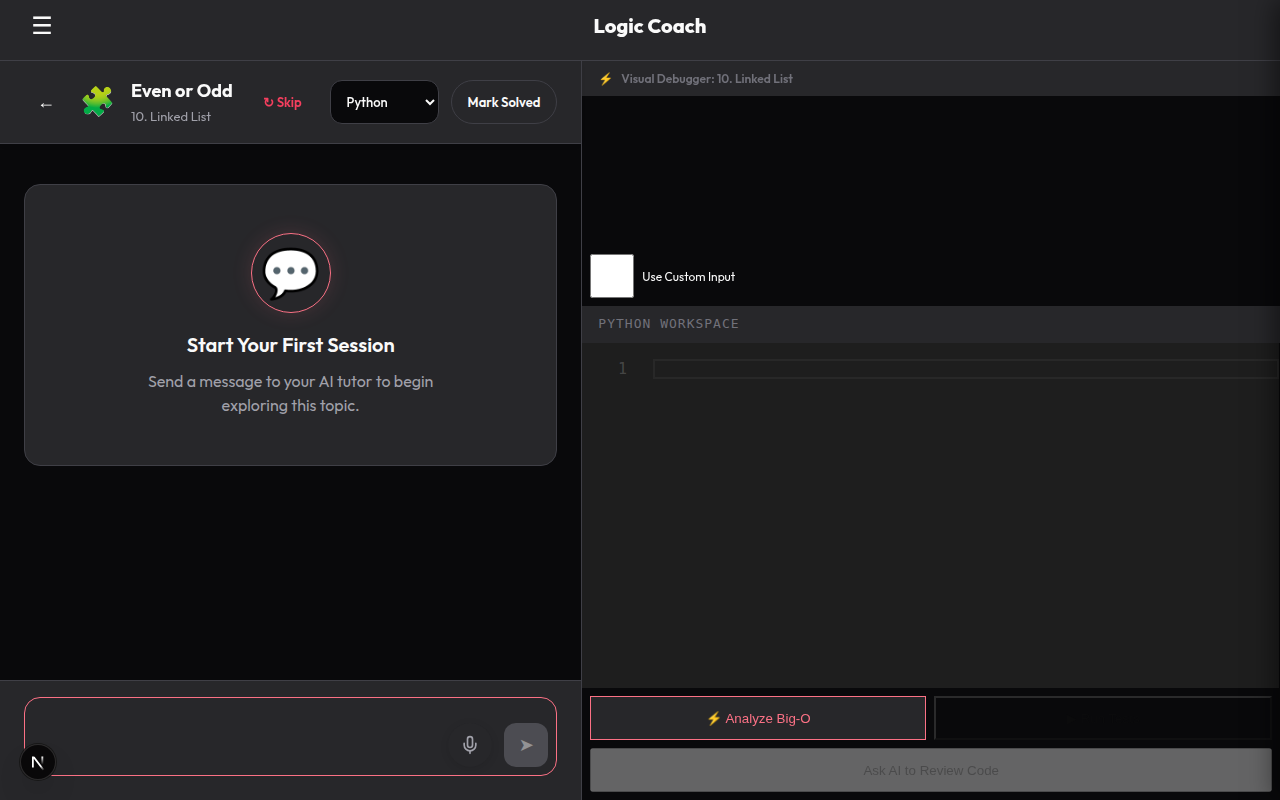 ☰
Logic Coach
←
🧩
Even or Odd
10. Linked List
↻ Skip
Python
Mark Solved
⚡ Visual Debugger: 10. Linked List
Start Your First Session
Send a message to your AI tutor to begin
exploring this topic.
Use Custom Input
PYTHON WORKSPACE
1
⚡ Analyze Big-O
Ask AI to Review Code
➤
N